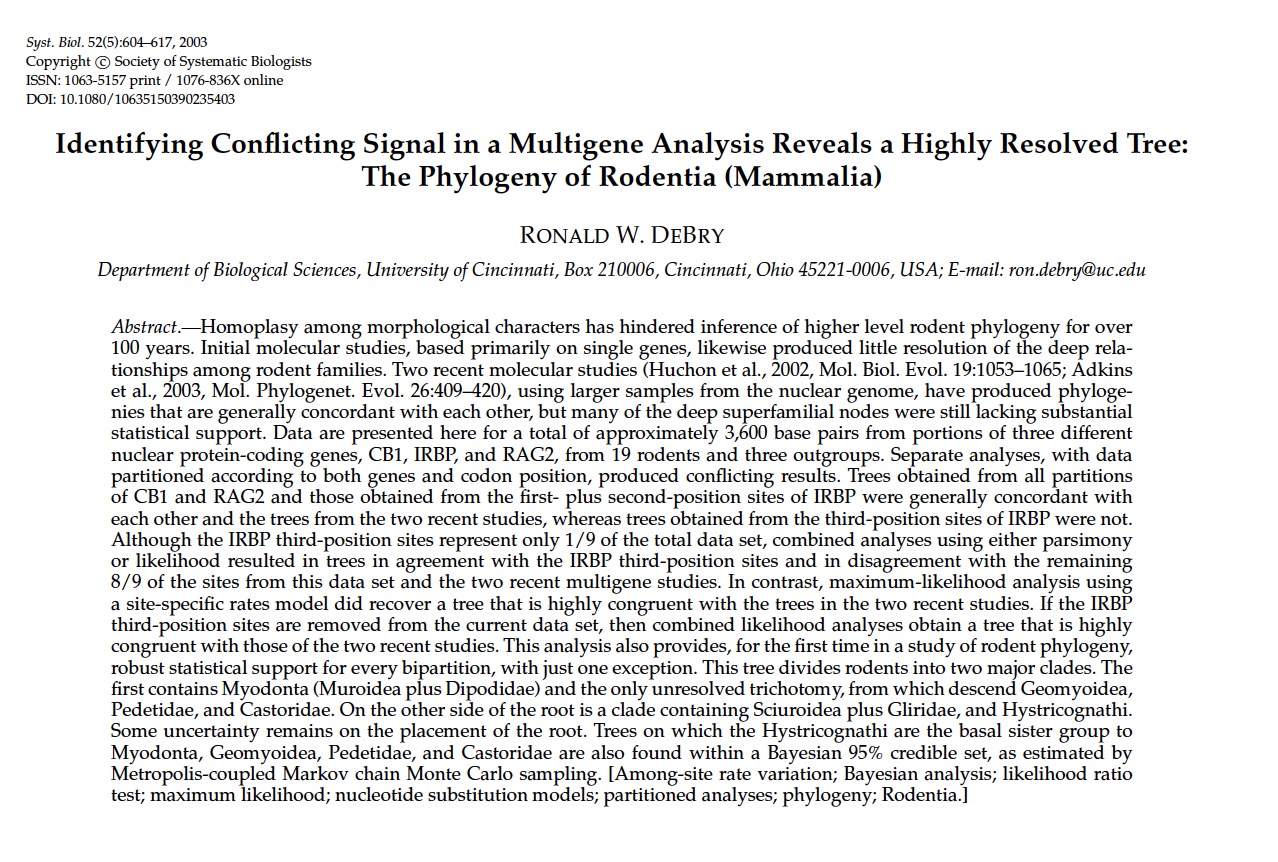 Syst. Biol. 52(5):604–617, 2003
Copyright © Society of Systematic Biologists
ISSN: 1063-5157 print / 1076-836X online
DOI: 10.1080/10635150390235403
Identifying Conflicting Signal in a Multigene Analysis Reveals a Highly Resolved Tree:
The Phylogeny of Rodentia (Mammalia)
RONALD W. DEBRY
Department of Biological Sciences, University of Cincinnati, Box 210006, Cincinnati, Ohio 45221-0006, USA; E-mail: ron.debry@uc.edu
Abstract.—Homoplasy among morphological characters has hindered inference of higher level rodent phylogeny for over
100 years. Initial molecular studies, based primarily on single genes, likewise produced little resolution of the deep rela-
tionships among rodent families. Two recent molecular studies (Huchon et al., 2002, Mol. Biol. Evol. 19:1053–1065; Adkins
et al., 2003, Mol. Phylogenet. Evol. 26:409–420), using larger samples from the nuclear genome, have produced phyloge-
nies that are generally concordant with each other, but many of the deep superfamilial nodes were still lacking substantial
statistical support. Data are presented here for a total of approximately 3,600 base pairs from portions of three different
nuclear protein-coding genes, CB1, IRBP, and RAG2, from 19 rodents and three outgroups. Separate analyses, with data
partitioned according to both genes and codon position, produced conflicting results. Trees obtained from all partitions
of CB1 and RAG2 and those obtained from the first- plus second-position sites of IRBP were generally concordant with
each other and the trees from the two recent studies, whereas trees obtained from the third-position sites of IRBP were not.
Although the IRBP third-position sites represent only 1/9 of the total data set, combined analyses using either parsimony
or likelihood resulted in trees in agreement with the IRBP third-position sites and in disagreement with the remaining
8/9 of the sites from this data set and the two recent multigene studies. In contrast, maximum-likelihood analysis using
a site-specific rates model did recover a tree that is highly congruent with the trees in the two recent studies. If the IRBP
third-position sites are removed from the current data set, then combined likelihood analyses obtain a tree that is highly
congruent with those of the two recent studies. This analysis also provides, for the first time in a study of rodent phylogeny,
robust statistical support for every bipartition, with just one exception. This tree divides rodents into two major clades. The
first contains Myodonta (Muroidea plus Dipodidae) and the only unresolved trichotomy, from which descend Geomyoidea,
Pedetidae, and Castoridae. On the other side of the root is a clade containing Sciuroidea plus Gliridae, and Hystricognathi.
Some uncertainty remains on the placement of the root. Trees on which the Hystricognathi are the basal sister group to
Myodonta, Geomyoidea, Pedetidae, and Castoridae are also found within a Bayesian 95% credible set, as estimated by
Metropolis-coupled Markov chain Monte Carlo sampling. [Among-site rate variation; Bayesian analysis; likelihood ratio
test; maximum likelihood; nucleotide substitution models; partitioned analyses; phylogeny; Rodentia.]